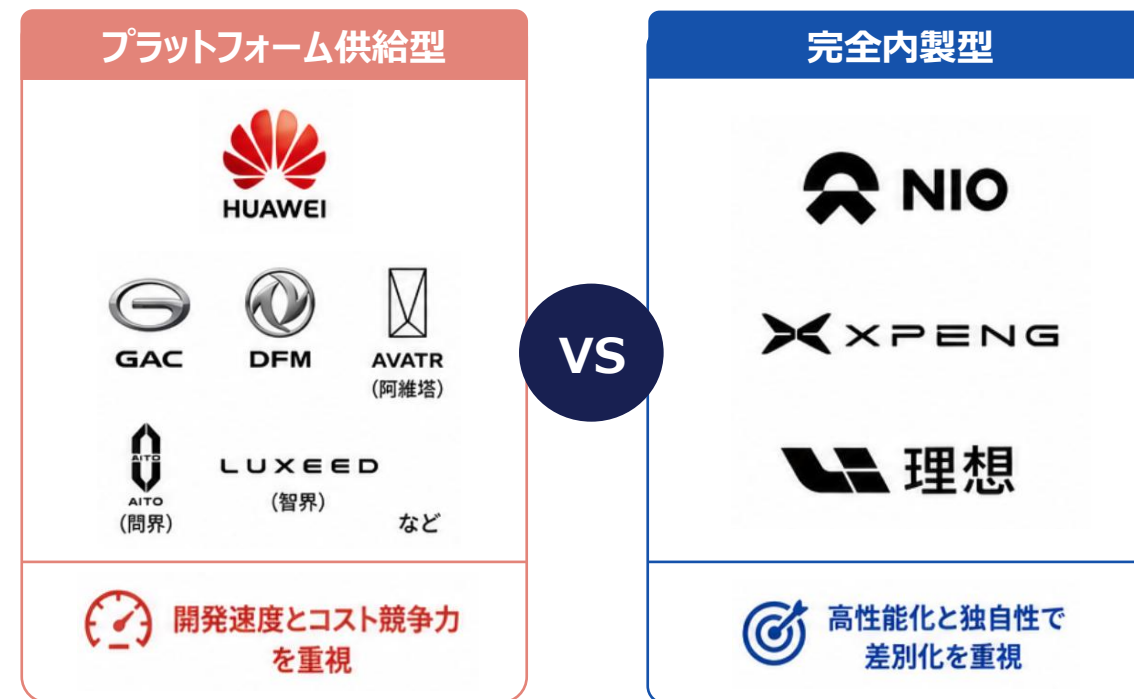 プラットフォーム供給型
HUAWEI
GAC
DFM
AVATR
(阿維塔)
AITO
AITO
(問界)
LUXEED
(智界)
など
開発速度とコスト競争力
を重視
VS
完全内製型
NIO
XPENG
理想
高性能化と独自性で
差別化を重視